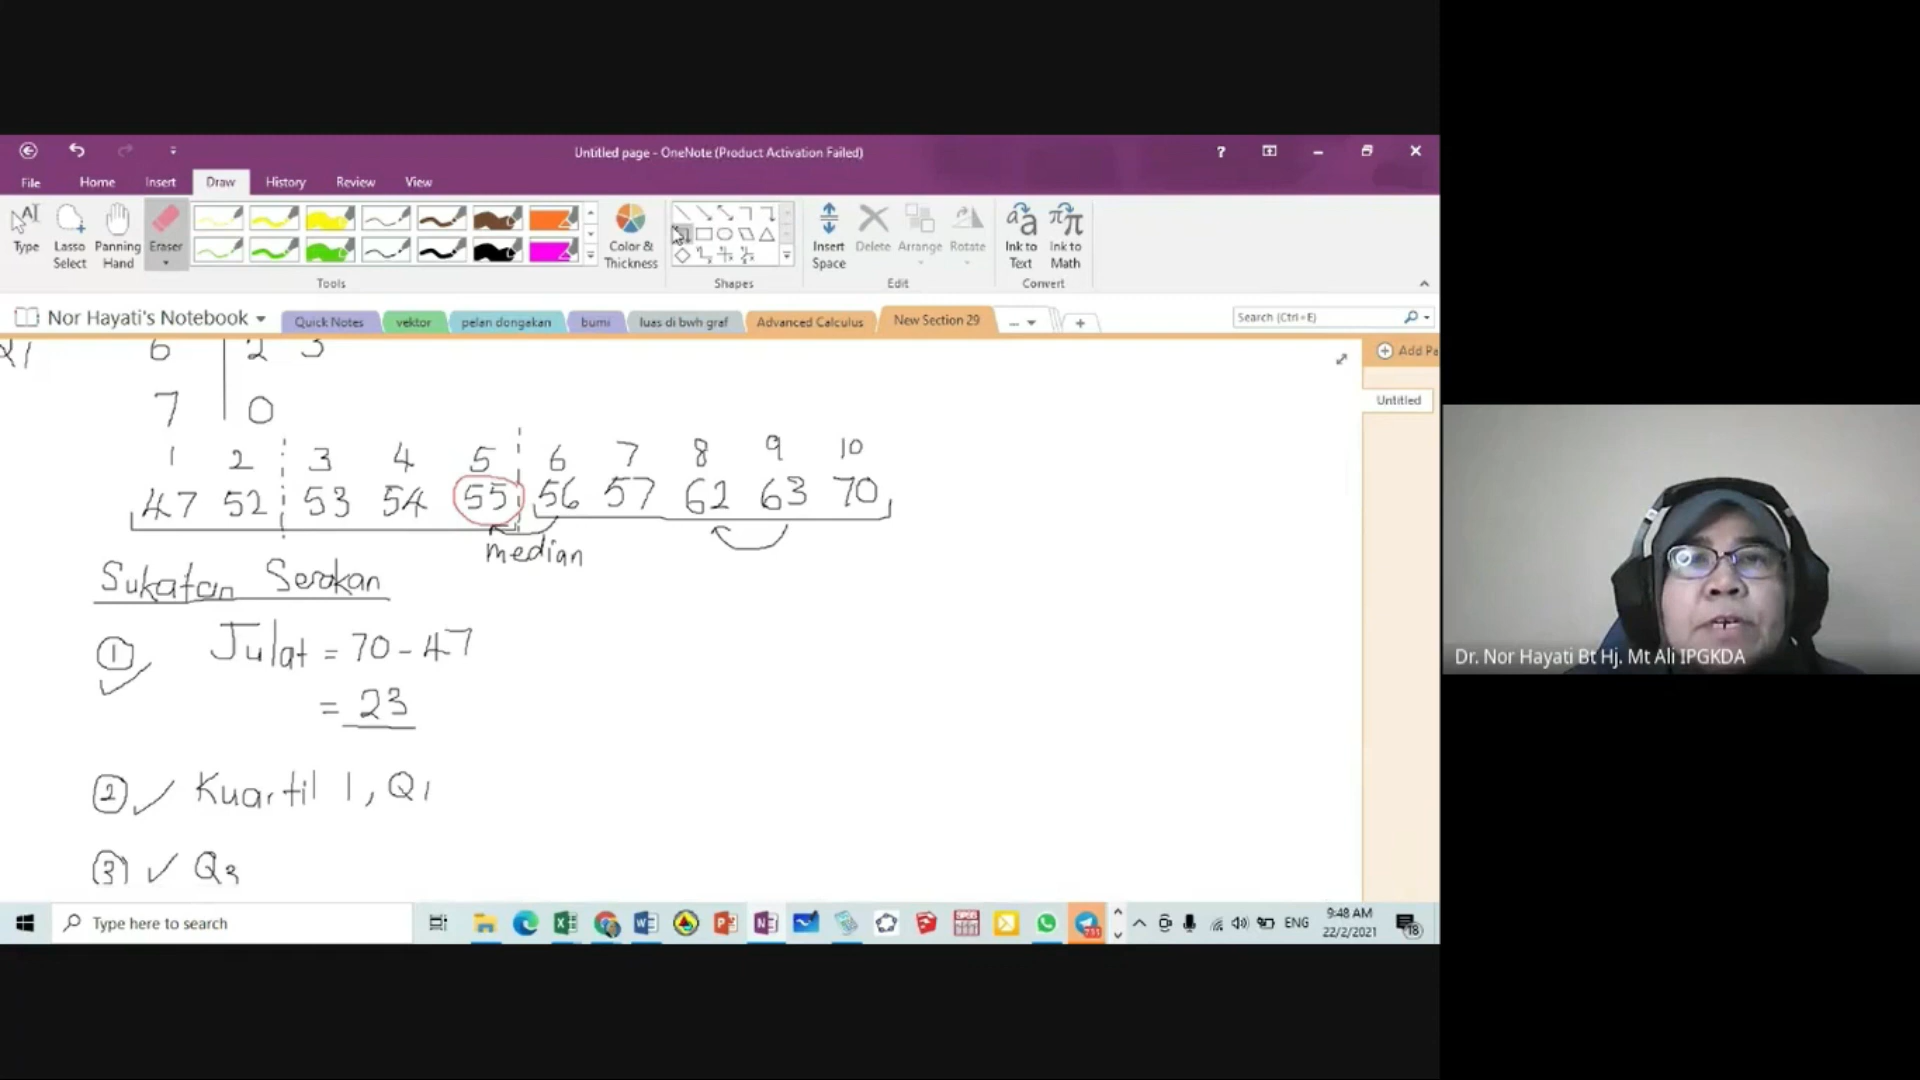 Untitled page - OneNote (Product Activation Failed)
File Home Insert Draw History Review View
Type Lasso Select Panning Hand Eraser Color & Thickness Insert Space Delete Arrange Rotate Ink to Text Ink to Math
Tools Shapes Edit Convert
Nor Hayati's Notebook Quick Notes vektor pelan dongakan bumi luas di bwh graf Advanced Calculus New Section 29 ... Search (Ctrl+E)
Add Pa
Untitled
6 2 3
7 0
1 2 3 4 5 6 7 8 9 10
47 52 53 54 55 56 57 62 63 70
median
Sukatan Serakan
1 Julat = 70 - 47
= 23
2 Kuartil 1, Q1
3 Q3
Dr. Nor Hayati Bt Hj. Mt Ali IPGKDA
Type here to search
ENG
9:48 AM
22/2/2021
18